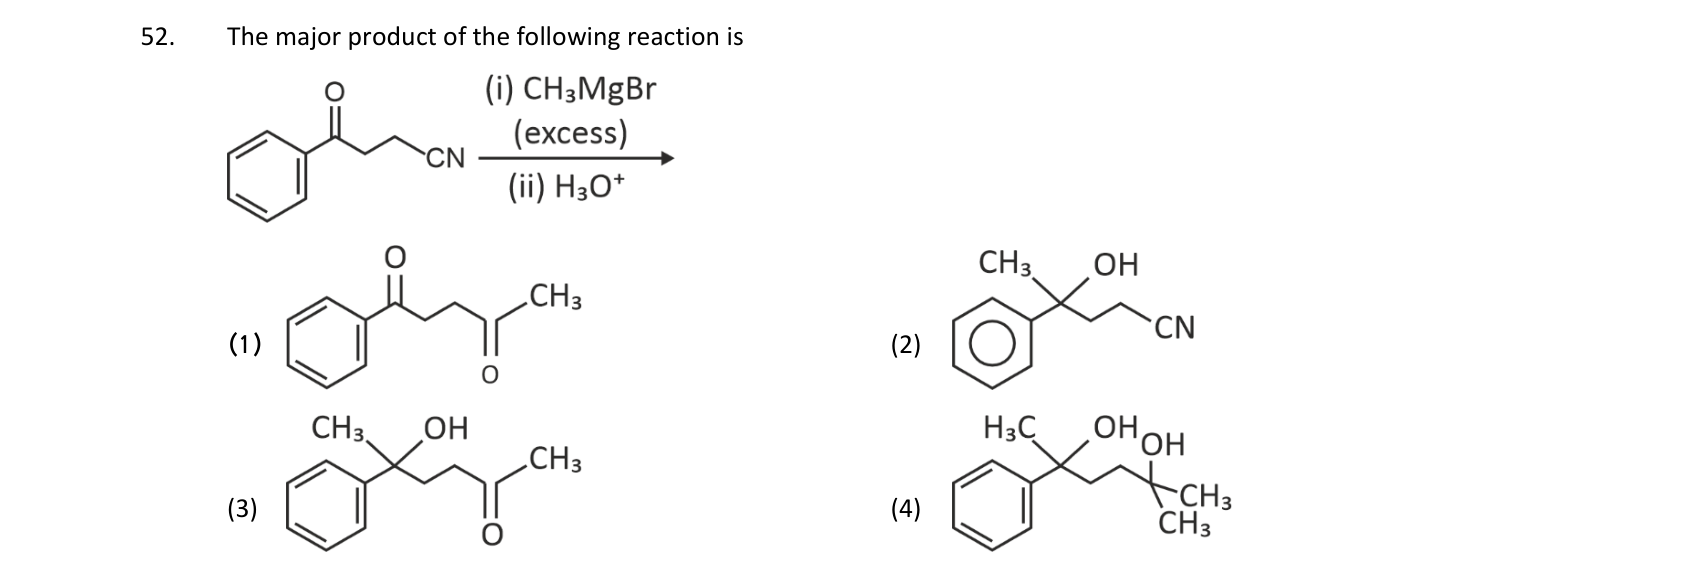 52. The major product of the following reaction is
O
(i) CH₃MgBr
(excess)
CN
(ii) H₃O⁺
O
CH₃
(1)
O
CH₃ OH
CN
(2)
CH₃ OH
CH₃
(3)
O
H₃C OH
OH
CH₃
CH₃
(4)